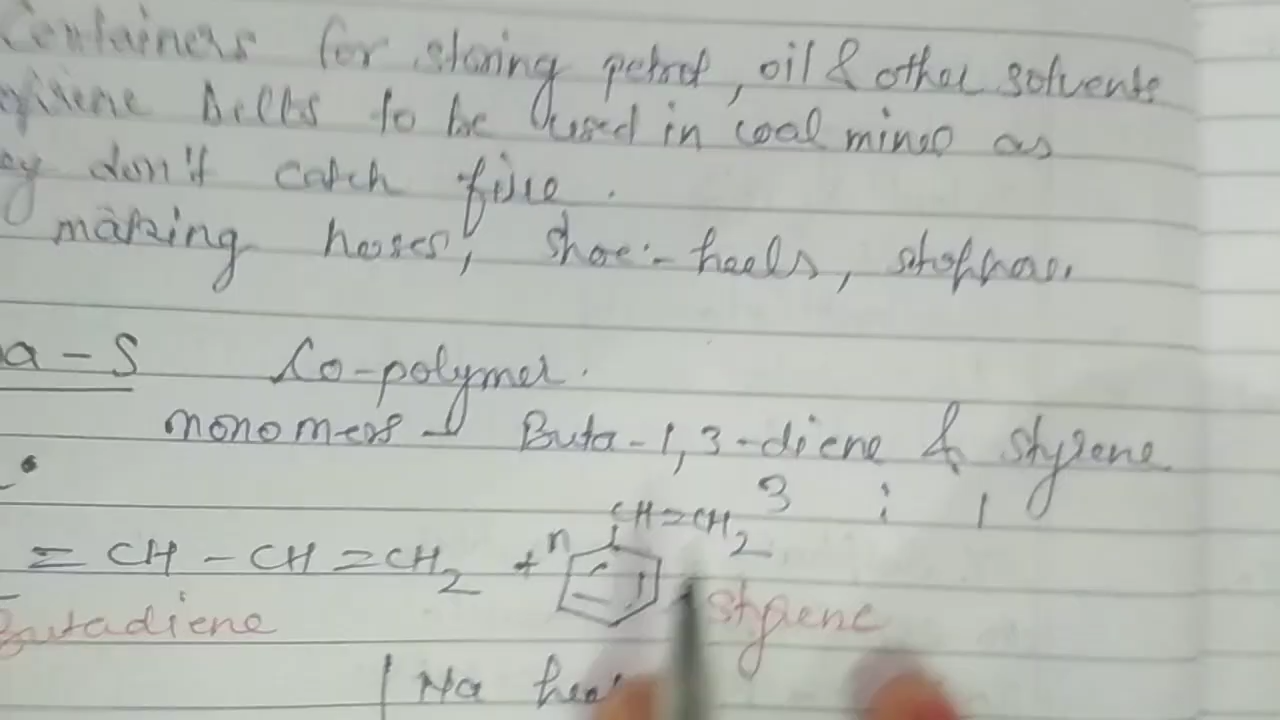 Containers for storing petrol, oil & other solvents
belts to be used in coal mines as
ey don't catch fire.
making hoses, shoe-heels, stoppers.
a - S Co-polymer.
monomers - Buta-1,3-diene & styrene
3 : 1
CH=CH2
= CH - CH = CH2 + n
Butadiene styrene
Na hea